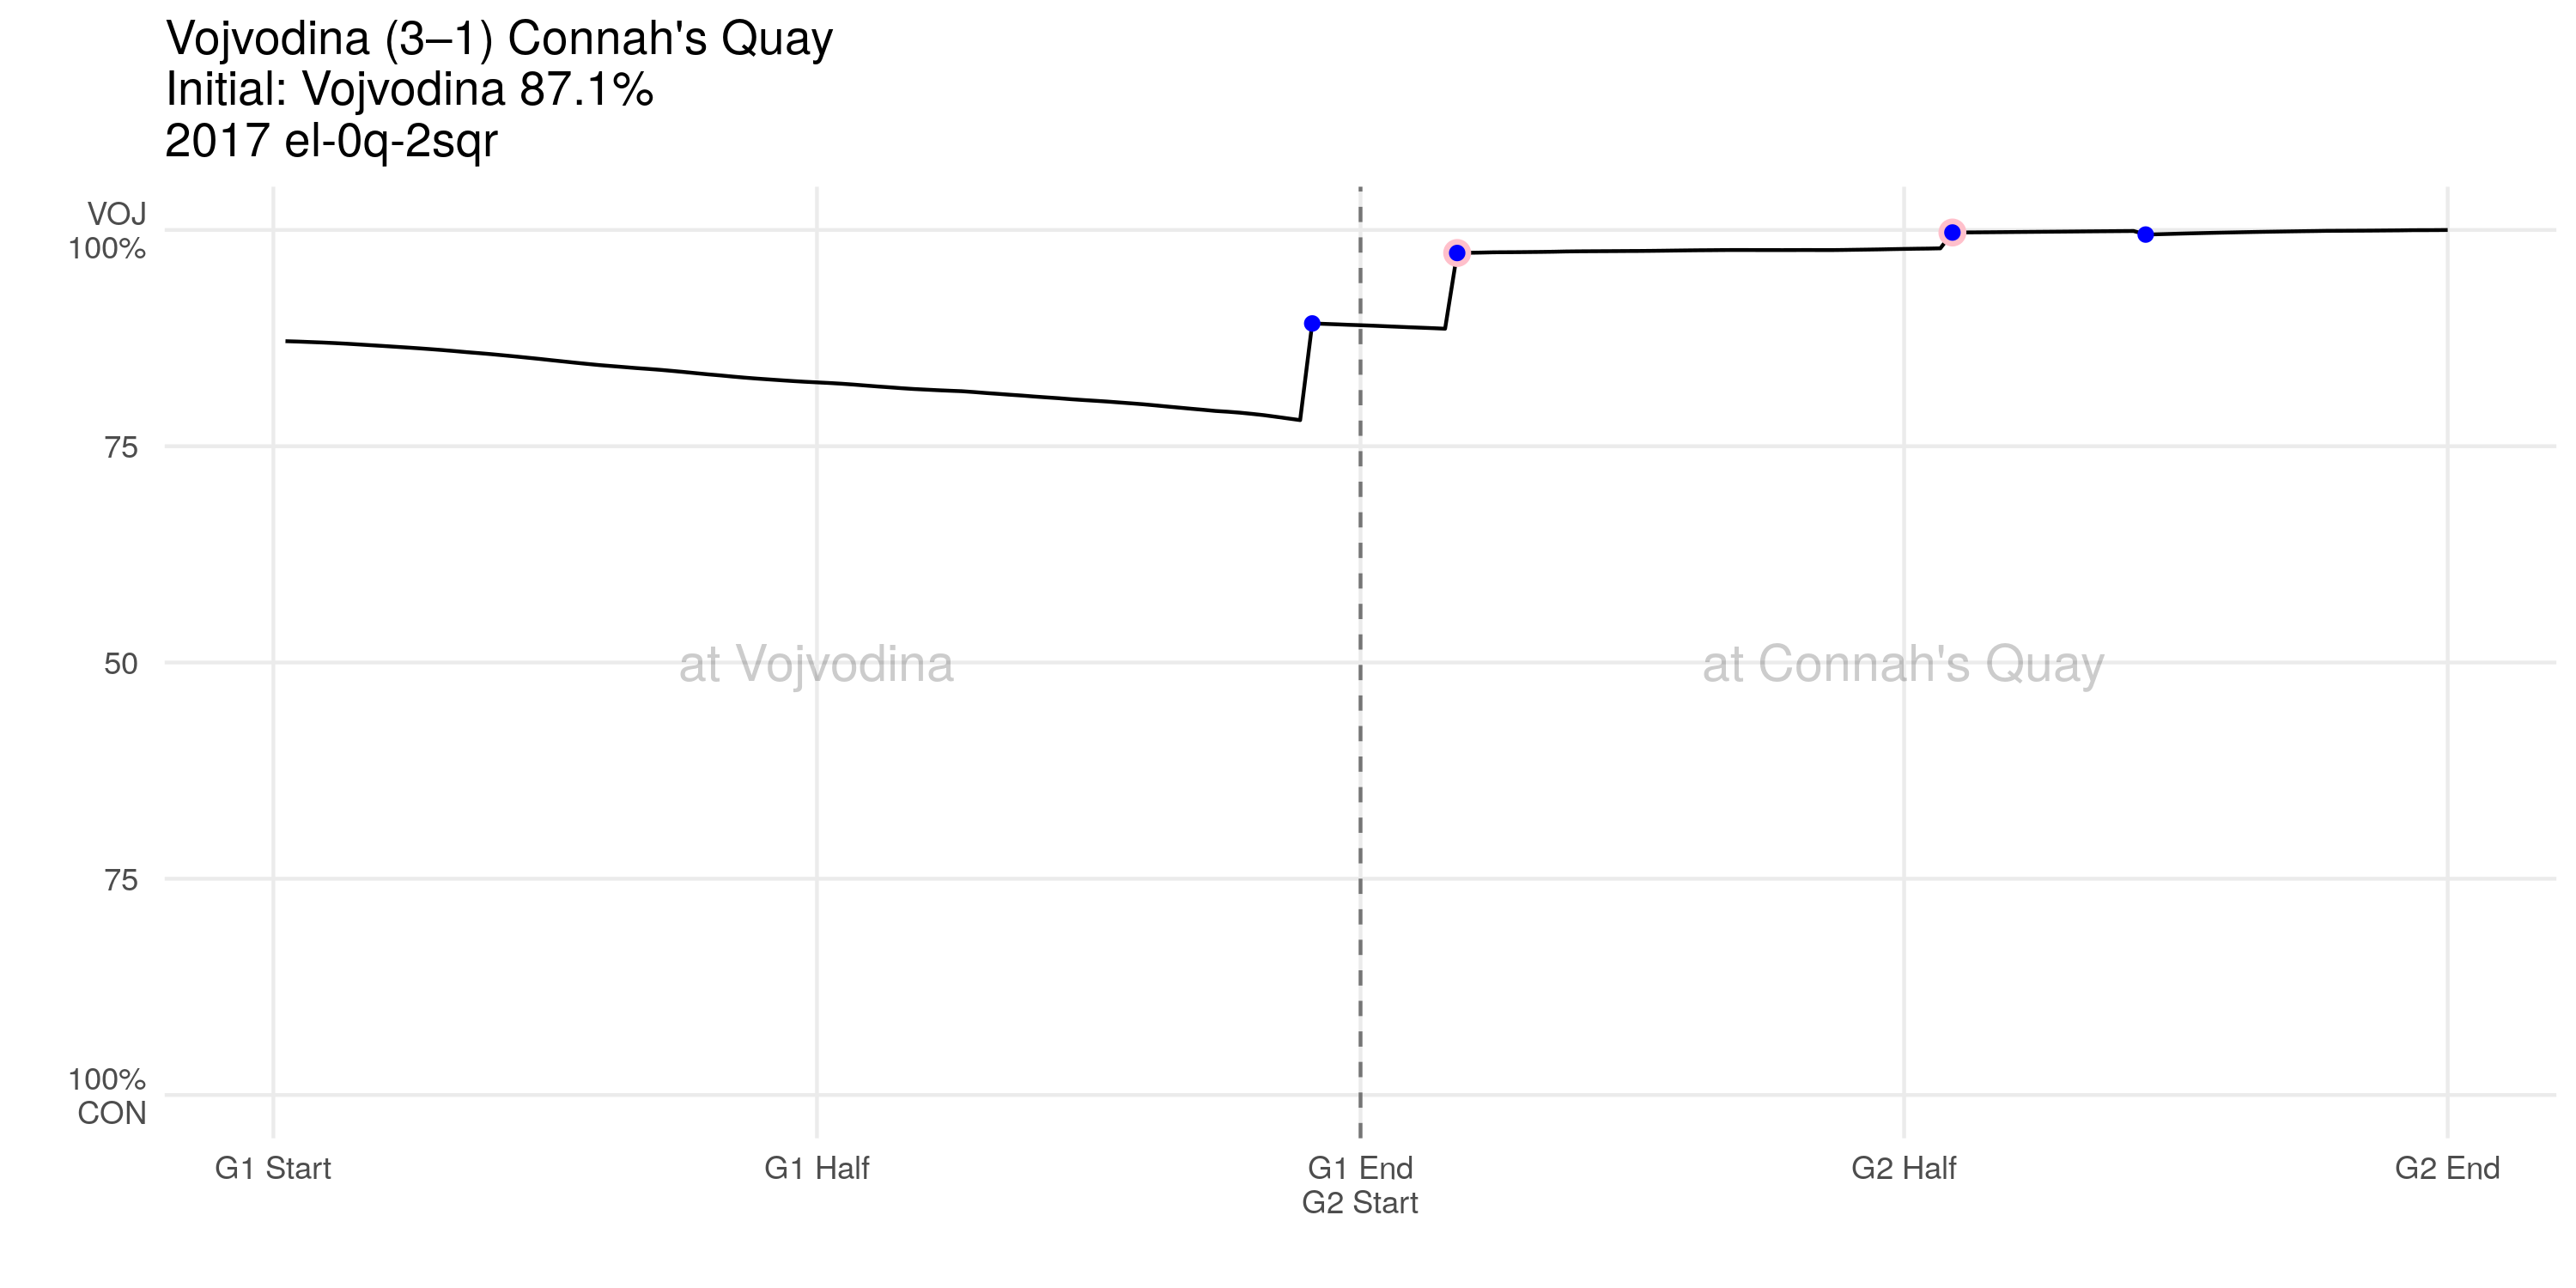 Vojvodina (3–1) Connah's Quay
Initial: Vojvodina 87.1%
2017 el-0q-2sqr
VOJ
100%
75
50
75
100%
CON
at Vojvodina
at Connah's Quay
G1 Start
G1 Half
G1 End
G2 Start
G2 Half
G2 End